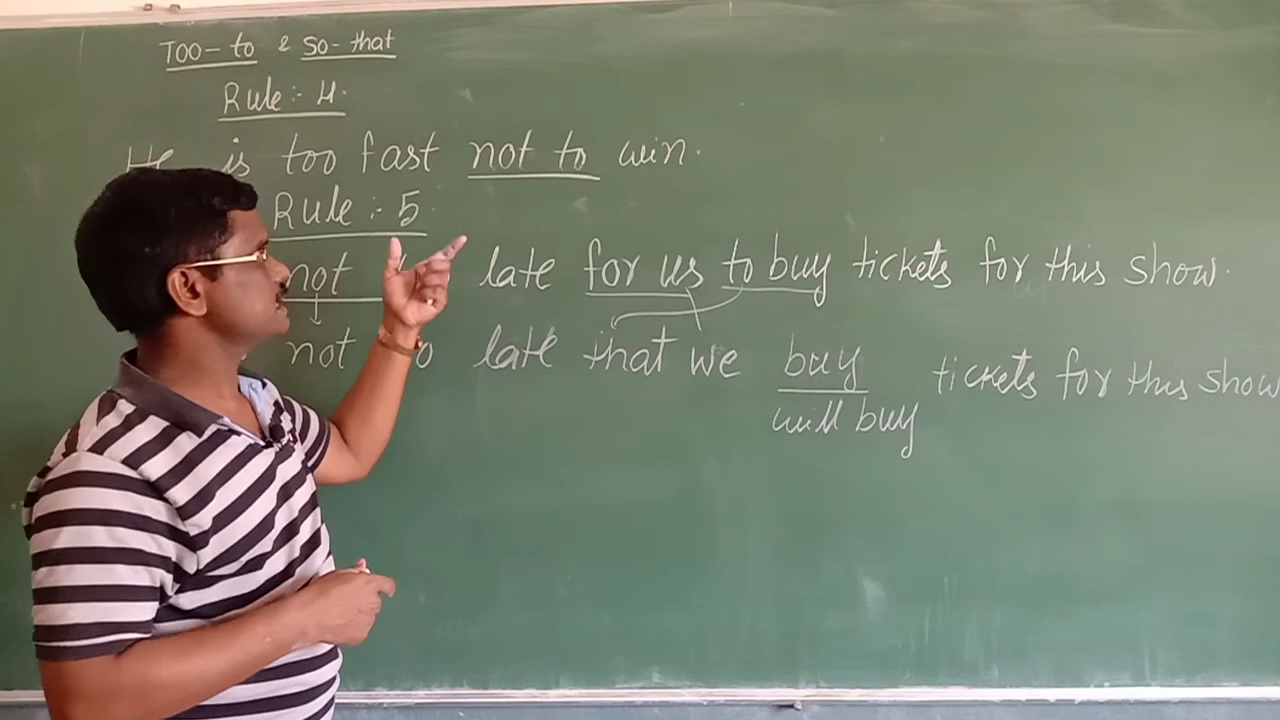 Too-to & So-that
Rule:- 4.
He is too fast not to win.
Rule:- 5.
not late for us to buy tickets for this show.
not late that we buy tickets for this show
will buy